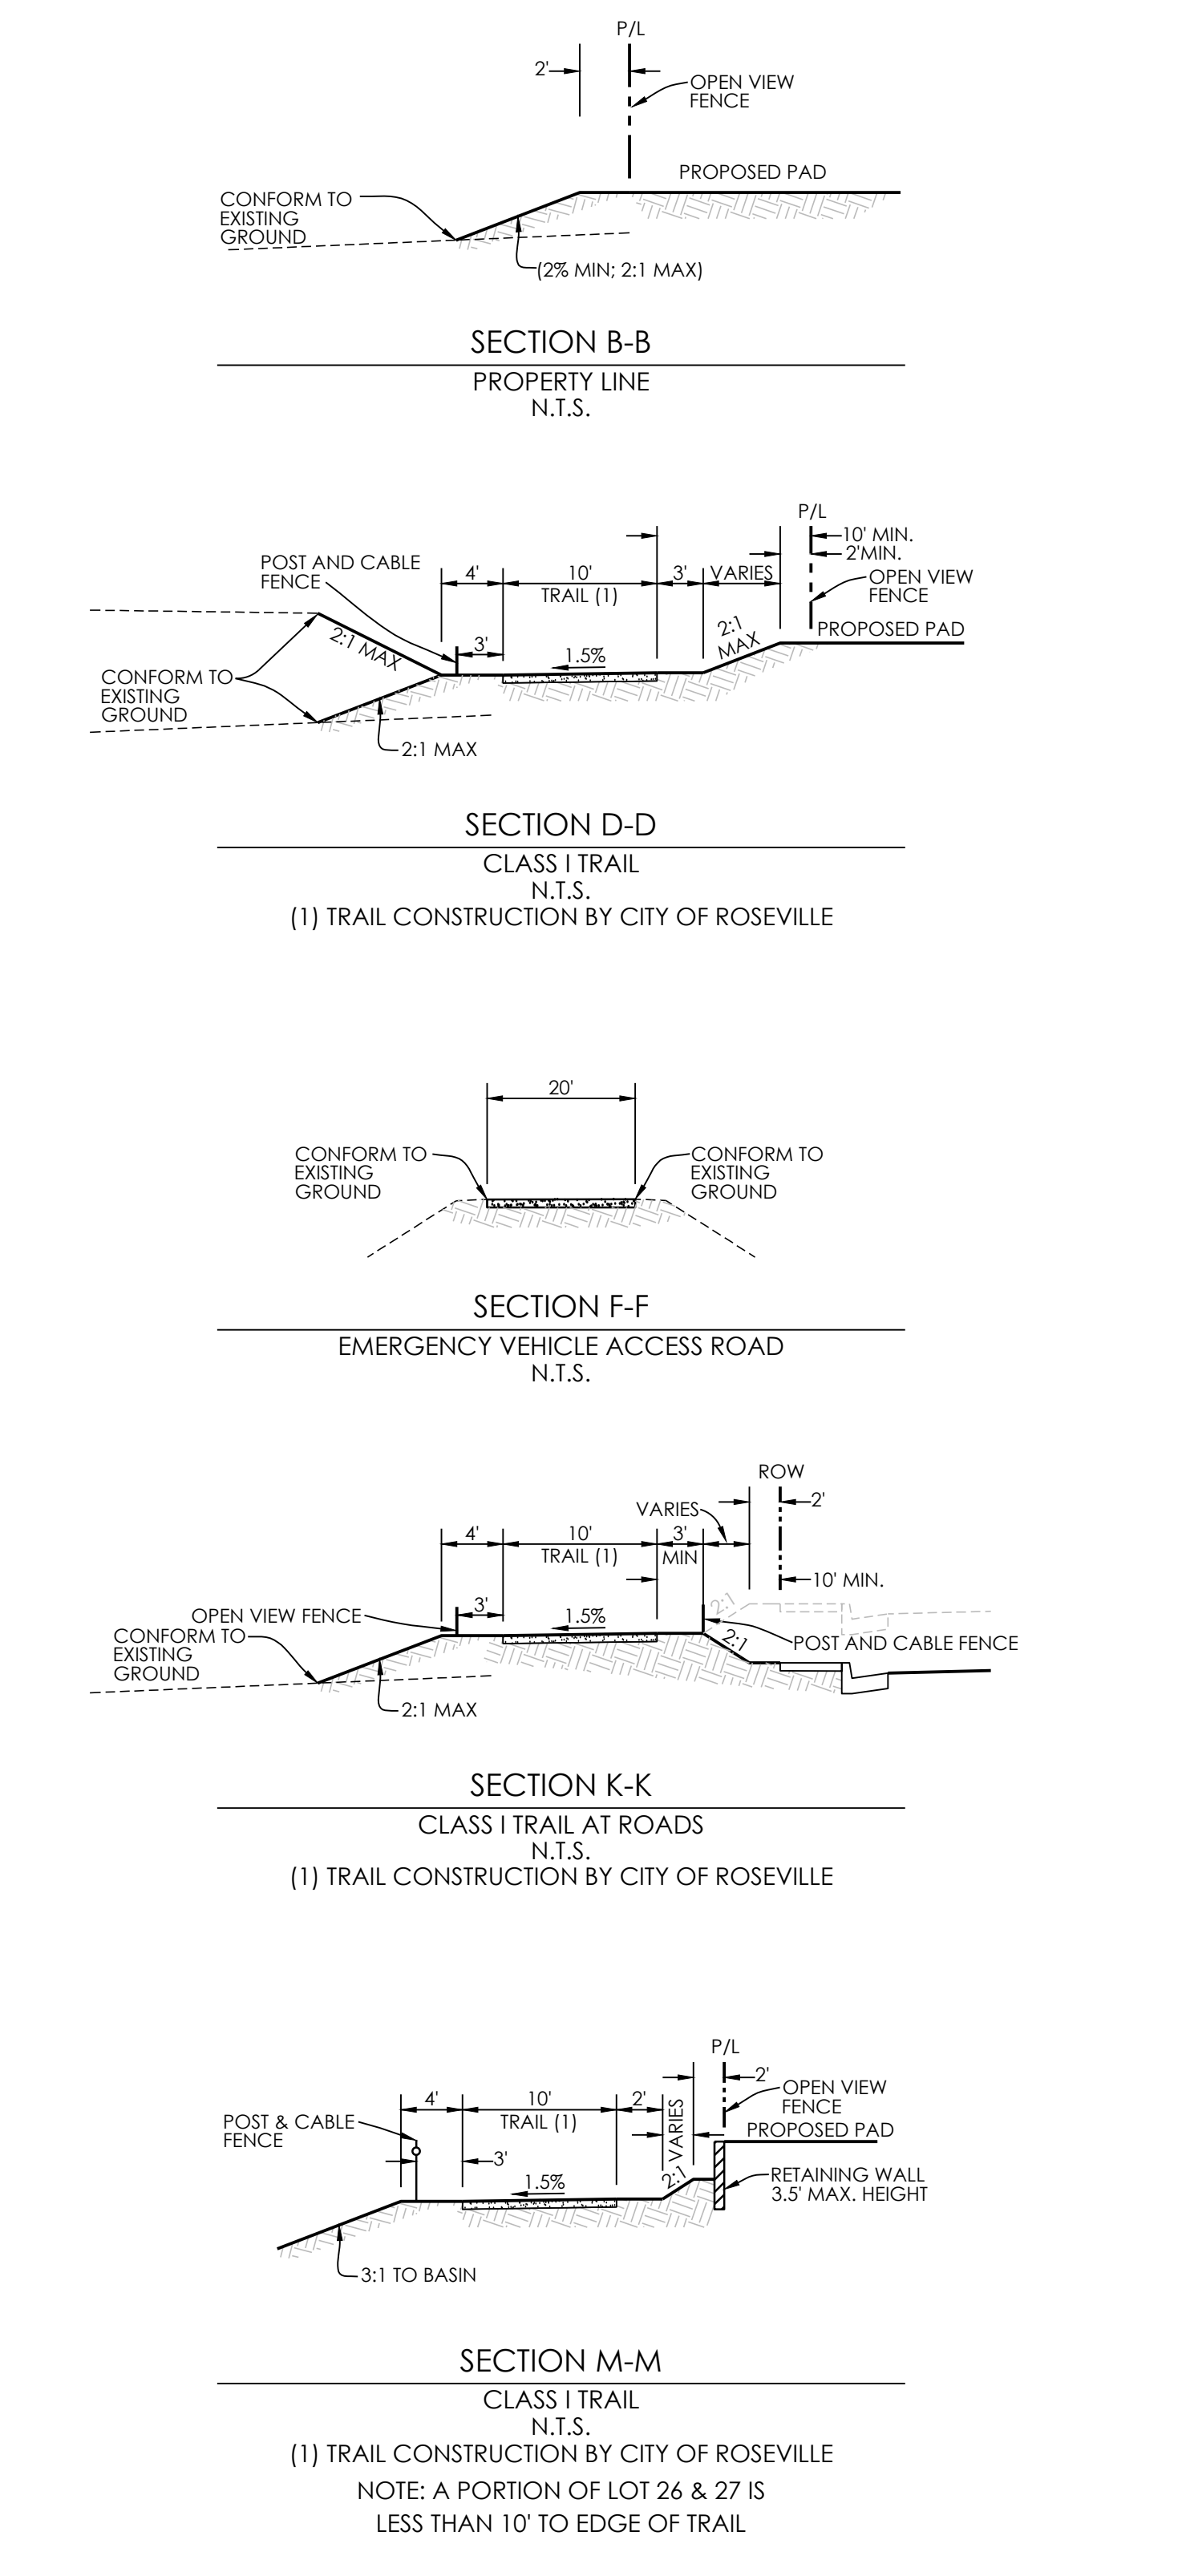 P/L
2'
OPEN VIEW
FENCE
PROPOSED PAD
CONFORM TO
EXISTING
GROUND
(2% MIN; 2:1 MAX)
SECTION B-B
PROPERTY LINE
N.T.S.
P/L
10' MIN.
2'MIN.
POST AND CABLE
FENCE
4'
10'
TRAIL (1)
3'
VARIES
OPEN VIEW
FENCE
2:1
MAX
PROPOSED PAD
2:1 MAX
3'
1.5%
CONFORM TO
EXISTING
GROUND
2:1 MAX
SECTION D-D
CLASS I TRAIL
N.T.S.
(1) TRAIL CONSTRUCTION BY CITY OF ROSEVILLE
20'
CONFORM TO
EXISTING
GROUND
CONFORM TO
EXISTING
GROUND
SECTION F-F
EMERGENCY VEHICLE ACCESS ROAD
N.T.S.
ROW
2'
VARIES
4'
10'
TRAIL (1)
3'
MIN
10' MIN.
2:1
OPEN VIEW FENCE
3'
1.5%
CONFORM TO
EXISTING
GROUND
2:1
POST AND CABLE FENCE
2:1 MAX
SECTION K-K
CLASS I TRAIL AT ROADS
N.T.S.
(1) TRAIL CONSTRUCTION BY CITY OF ROSEVILLE
P/L
2'
OPEN VIEW
FENCE
4'
10'
TRAIL (1)
2'
VARIES
POST & CABLE
FENCE
PROPOSED PAD
3'
1.5%
2:1
RETAINING WALL
3.5' MAX. HEIGHT
3:1 TO BASIN
SECTION M-M
CLASS I TRAIL
N.T.S.
(1) TRAIL CONSTRUCTION BY CITY OF ROSEVILLE
NOTE: A PORTION OF LOT 26 & 27 IS
LESS THAN 10' TO EDGE OF TRAIL